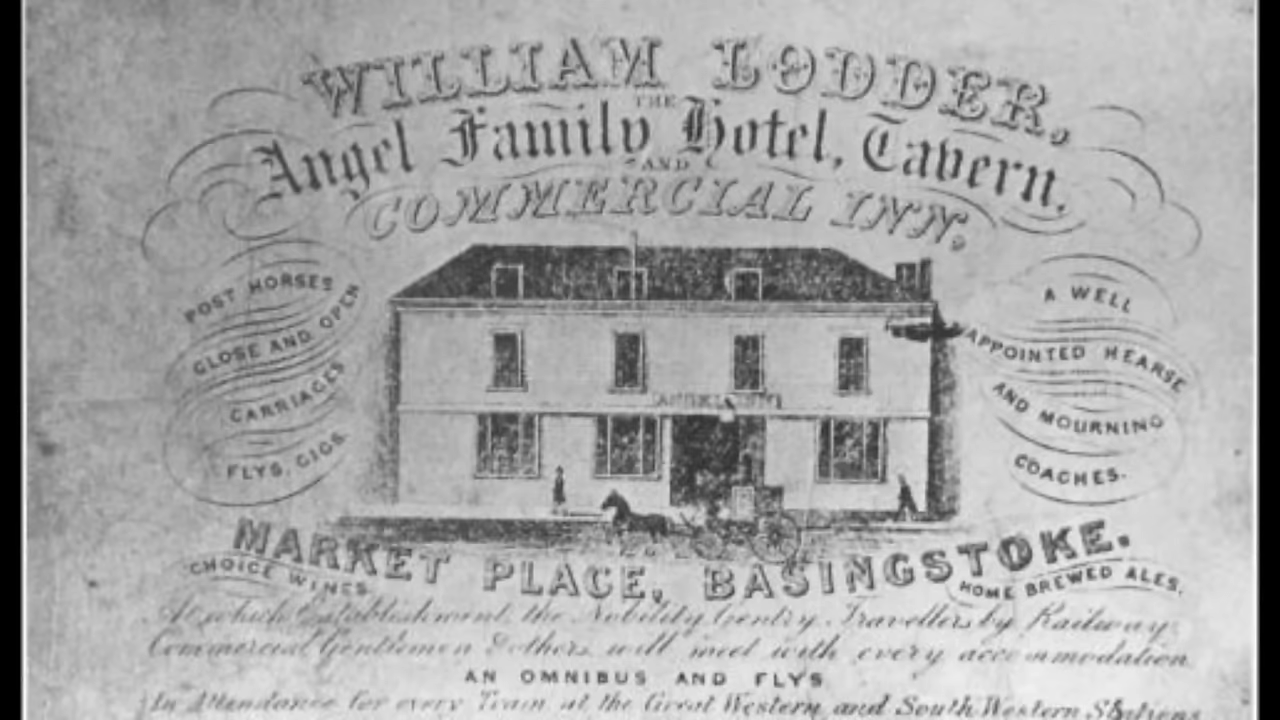 WILLIAM LODDER,
THE
Angel Family Hotel, Tavern,
AND
COMMERCIAL INN,
POST HORSES
CLOSE AND OPEN
CARRIAGES
FLYS, GIGS.
A WELL
APPOINTED HEARSE
AND MOURNING
COACHES.
MARKET PLACE, BASINGSTOKE.
CHOICE WINES
HOME BREWED ALES.
At which Establishment, the Nobility, Gentry, Travellers by Railway,
Commercial Gentlemen & others will meet with every accommodation
AN OMNIBUS AND FLYS
In Attendance for every Train at the Great Western and South Western Stations